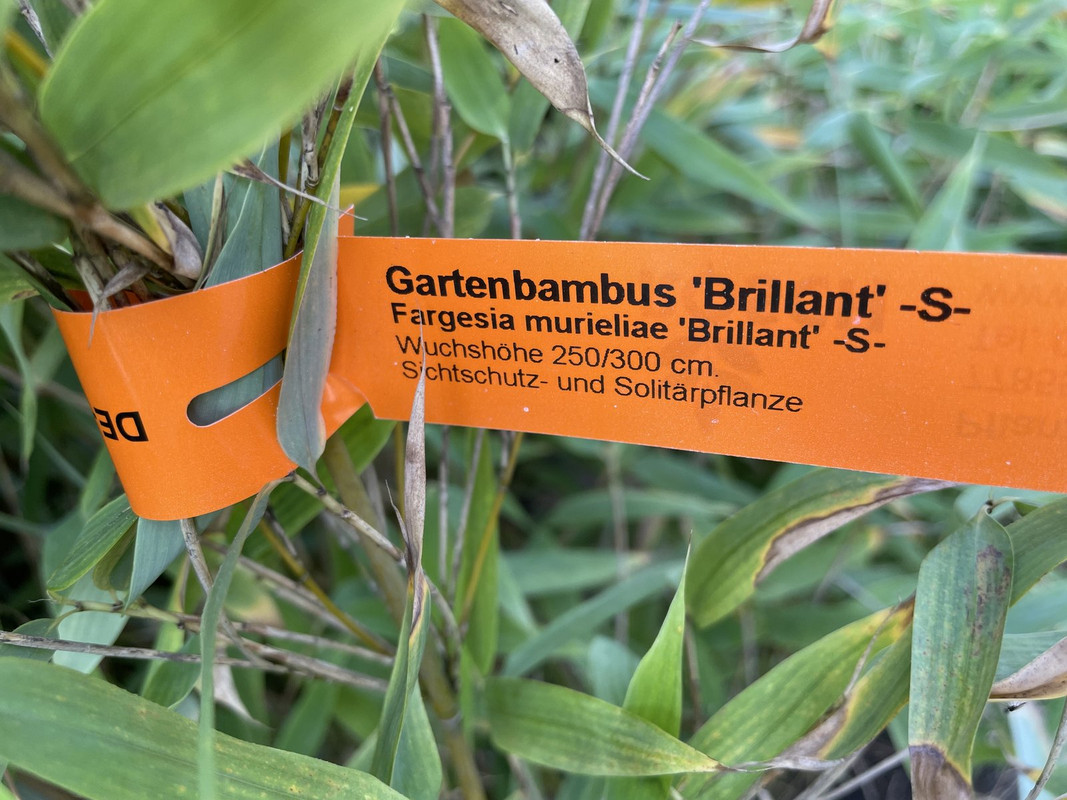 Gartenbambus 'Brillant' -S-
Fargesia murieliae 'Brillant' -S-
Wuchshöhe 250/300 cm.
Sichtschutz- und Solitärpflanze
DE